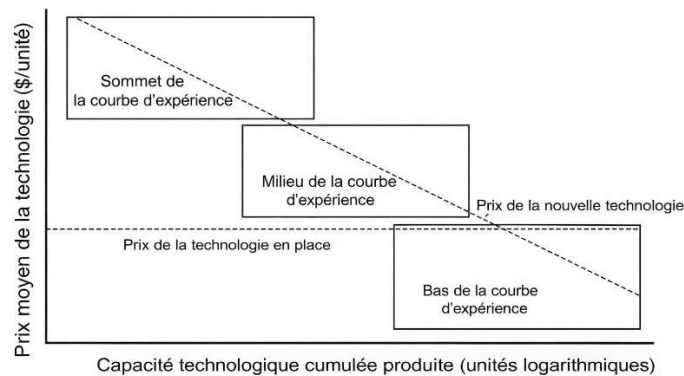 Prix moyen de la technologie ($/unité)
Sommet de
la courbe d'expérience
Milieu de la courbe
d'expérience
Prix de la nouvelle technologie
Prix de la technologie en place
Bas de la courbe
d'expérience
Capacité technologique cumulée produite (unités logarithmiques)